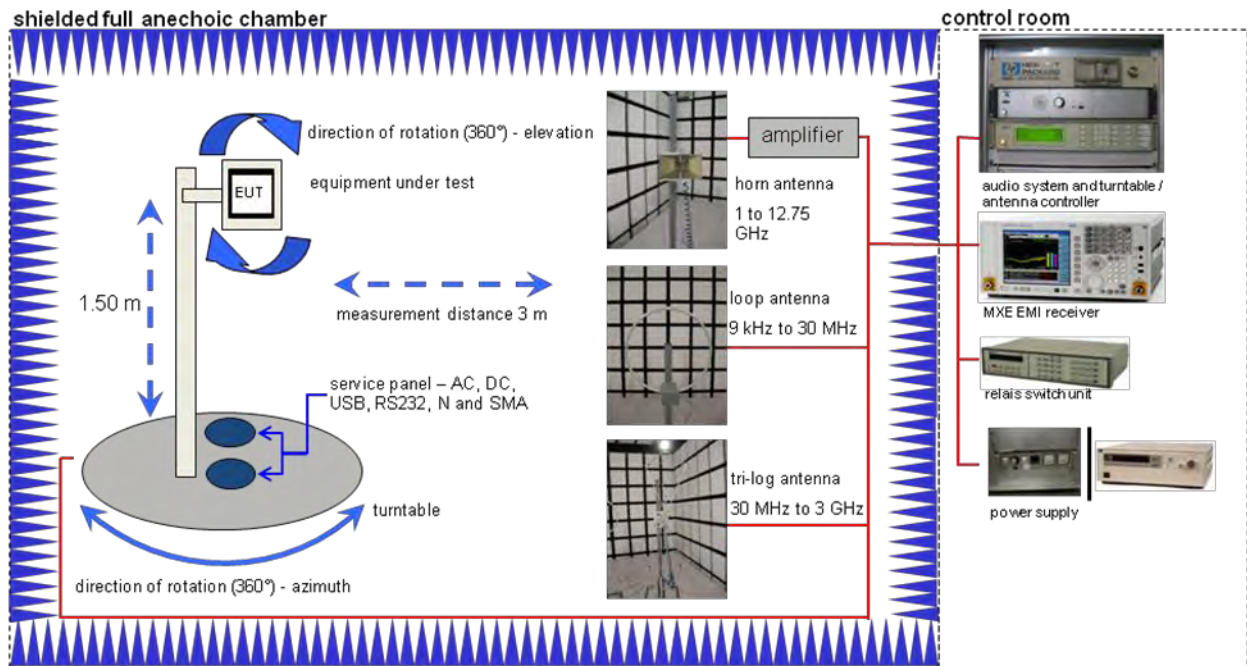 shielded full anechoic chamber
control room
direction of rotation (360°) - elevation
EUT
equipment under test
1.50 m
measurement distance 3 m
service panel – AC, DC,
USB, RS232, N and SMA
turntable
direction of rotation (360°) - azimuth
amplifier
horn antenna
1 to 12.75
GHz
loop antenna
9 kHz to 30 MHz
tri-log antenna
30 MHz to 3 GHz
hp
PACKARD
audio system and turntable /
antenna controller
MXE EMI receiver
relais switch unit
power supply